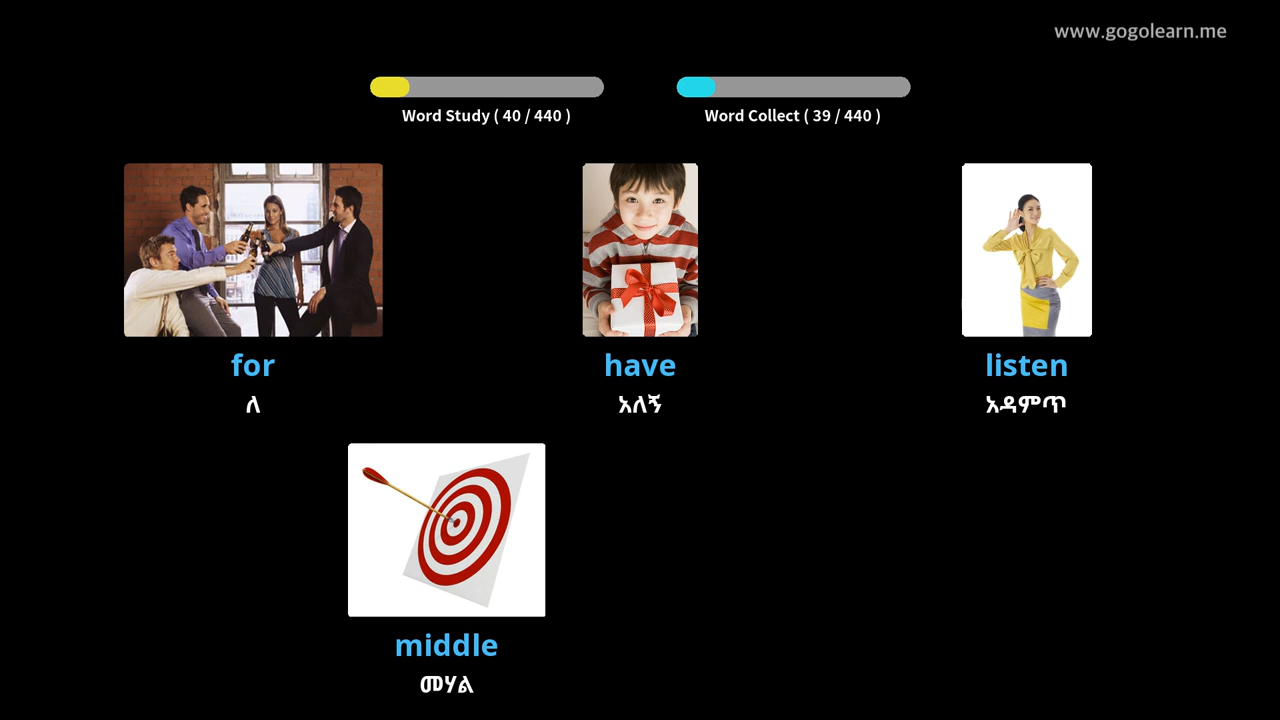 www.gogolearn.me
Word Study ( 40 / 440 )
Word Collect ( 39 / 440 )
for
ለ
have
አለኝ
listen
አዳምጥ
middle
መሃል